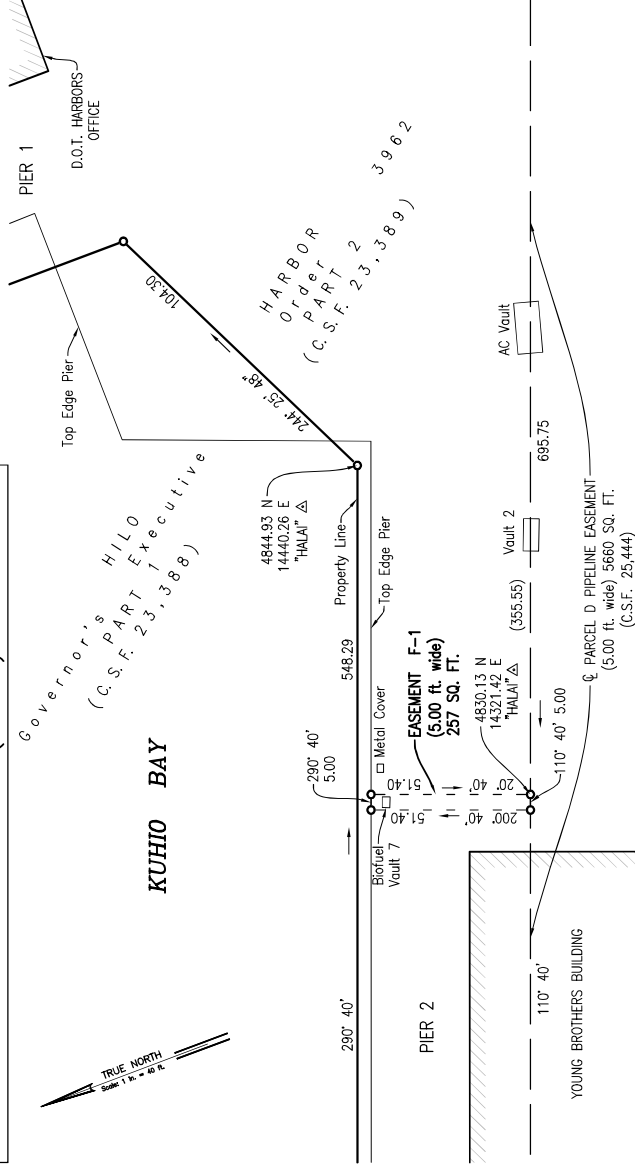 PIER 1
D.O.T. HARBORS
OFFICE
Top Edge Pier
104.30
244° 25' 48"
HARBOR
Order 3962
PART 2
(C.S.F. 23,389)
HILO
Governor's Executive
PART 1
(C.S.F. 23,388)
KUHIO BAY
4844.93 N
14440.26 E
"HALAI"
Property Line
Top Edge Pier
548.29
290° 40'
5.00
Metal Cover
Biofuel
Vault 7
EASEMENT F-1
(5.00 ft. wide)
257 SQ. FT.
51.40
20° 40'
51.40
200° 40'
4830.13 N
14321.42 E
"HALAI"
110° 40' 5.00
AC Vault
695.75
Vault 2
(355.55)
PARCEL D PIPELINE EASEMENT
(5.00 ft. wide) 5660 SQ. FT.
(C.S.F. 25,444)
290° 40'
PIER 2
110° 40'
YOUNG BROTHERS BUILDING
TRUE NORTH
Scale: 1 in. = 40 ft.